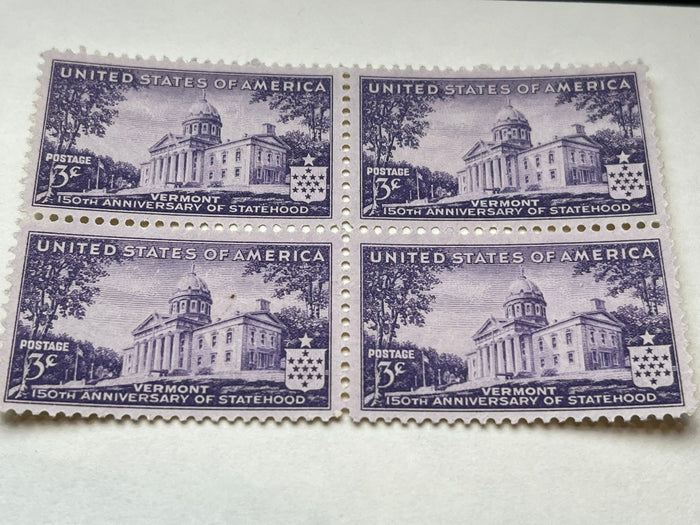 UNITED STATES OF AMERICA
POSTAGE
3¢
VERMONT
150TH ANNIVERSARY OF STATEHOOD
UNITED STATES OF AMERICA
POSTAGE
3¢
VERMONT
150TH ANNIVERSARY OF STATEHOOD
UNITED STATES OF AMERICA
POSTAGE
3¢
VERMONT
150TH ANNIVERSARY OF STATEHOOD
UNITED STATES OF AMERICA
POSTAGE
3¢
VERMONT
150TH ANNIVERSARY OF STATEHOOD